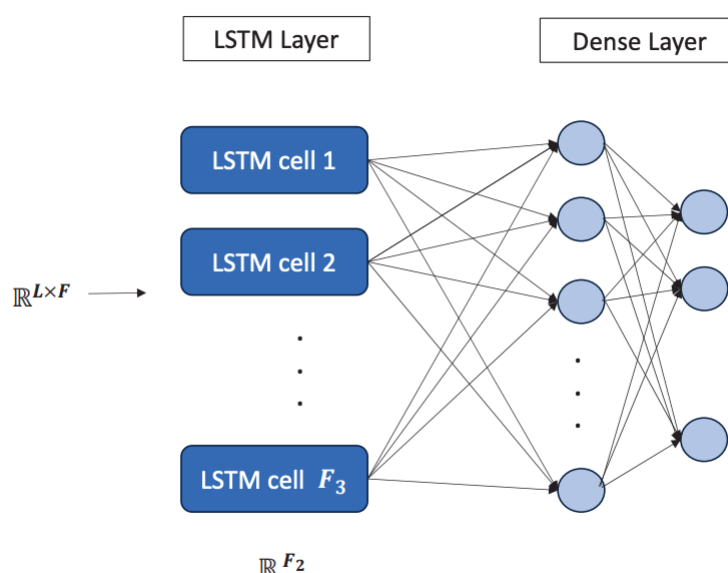 LSTM Layer
Dense Layer
LSTM cell 1
LSTM cell 2
ℝ^{L×F}
LSTM cell F₃
ℝ^{F₂}